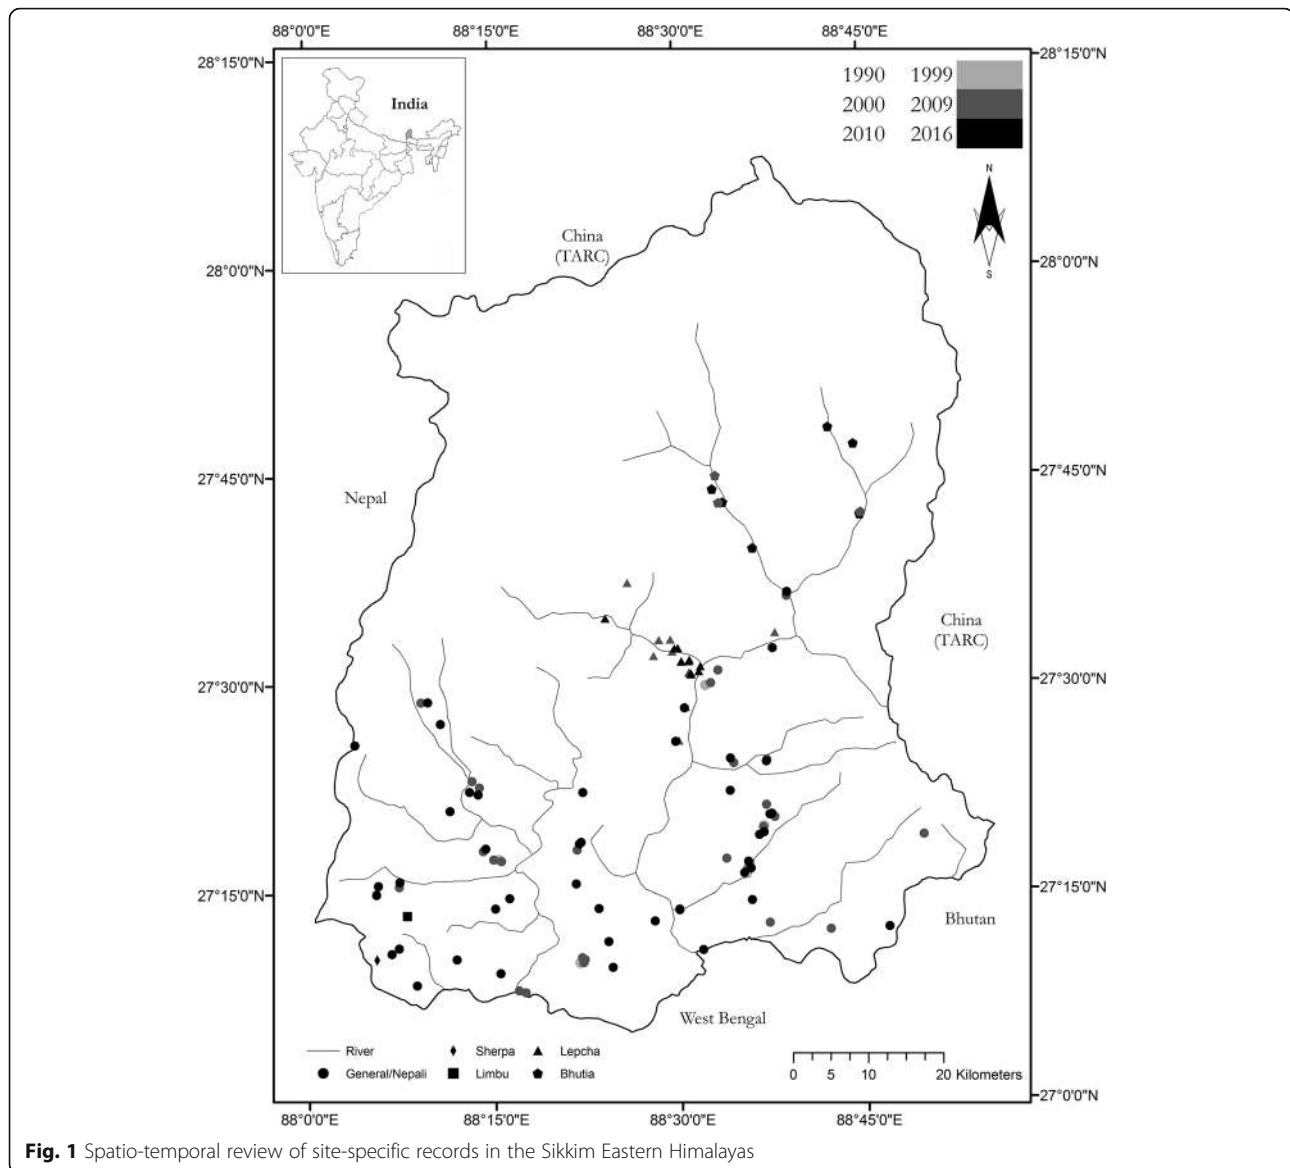 88°0'0"E 88°15'0"E 88°30'0"E 88°45'0"E
28°15'0"N 28°15'0"N
India
1990 1999
2000 2009
2010 2016
N
S
China
(TARC)
28°0'0"N 28°0'0"N
27°45'0"N 27°45'0"N
Nepal
China
(TARC)
27°30'0"N 27°30'0"N
27°15'0"N 27°15'0"N
Bhutan
West Bengal
River Sherpa Lepcha
General/Nepali Limbu Bhutia
0 5 10 20 Kilometers
27°0'0"N
88°0'0"E 88°15'0"E 88°30'0"E 88°45'0"E
Fig. 1 Spatio-temporal review of site-specific records in the Sikkim Eastern Himalayas